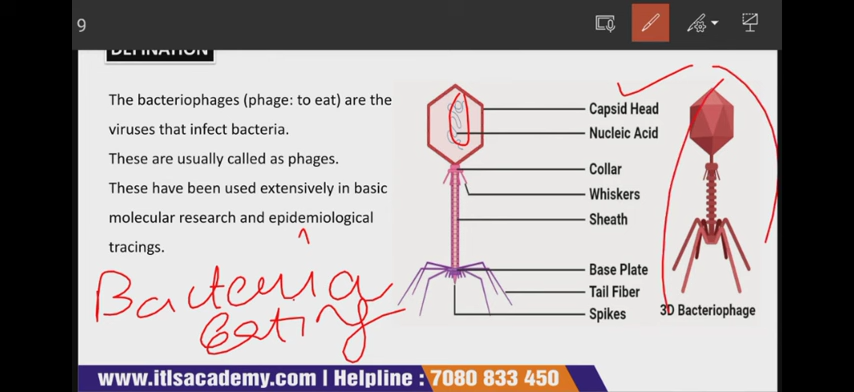 9
DEFINATION
The bacteriophages (phage: to eat) are the
viruses that infect bacteria.
These are usually called as phages.
These have been used extensively in basic
molecular research and epidemiological
tracings.
Bacteria
eating
Capsid Head
Nucleic Acid
Collar
Whiskers
Sheath
Base Plate
Tail Fiber
Spikes
3D Bacteriophage
www.itlsacademy.com | Helpline : 7080 833 450